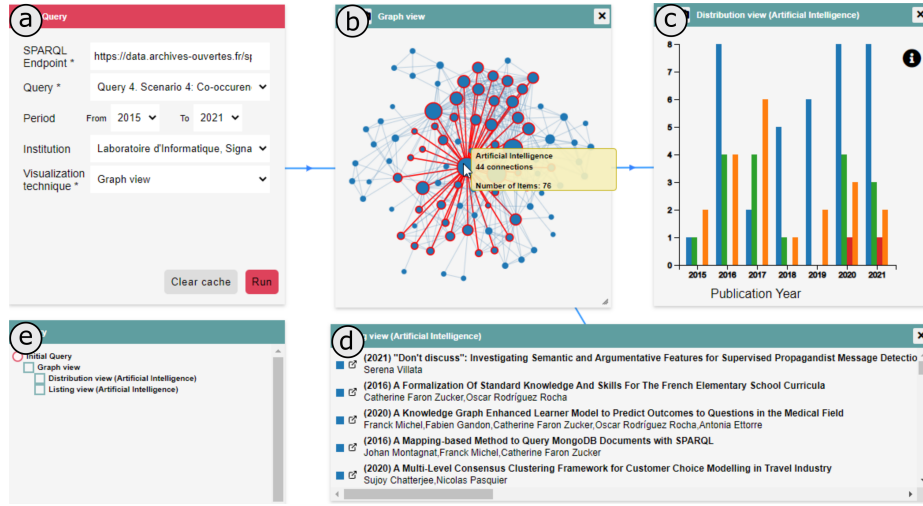 a
Query
SPARQL
Endpoint *
https://data.archives-ouvertes.fr/sp
Query *
Query 4. Scenario 4: Co-occuren
Period
From 2015 To 2021
Institution
Laboratoire d'Informatique, Signa
Visualization
technique *
Graph view
Clear cache
Run
b
Graph view
×
Artificial Intelligence
44 connections
Number of Items: 76
c
Distribution view (Artificial Intelligence)
×
i
8
7
6
5
4
3
2
1
0
2015 2016 2017 2018 2019 2020 2021
Publication Year
e
Initial Query
Graph view
Distribution view (Artificial Intelligence)
Listing view (Artificial Intelligence)
d
view (Artificial Intelligence)
×
(2021) "Don't discuss": Investigating Semantic and Argumentative Features for Supervised Propagandist Message Detectio
Serena Villata
(2016) A Formalization Of Standard Knowledge And Skills For The French Elementary School Curricula
Catherine Faron Zucker,Oscar Rodríguez Rocha
(2020) A Knowledge Graph Enhanced Learner Model to Predict Outcomes to Questions in the Medical Field
Franck Michel,Fabien Gandon,Catherine Faron Zucker,Oscar Rodríguez Rocha,Antonia Ettorre
(2016) A Mapping-based Method to Query MongoDB Documents with SPARQL
Johan Montagnat,Franck Michel,Catherine Faron Zucker
(2020) A Multi-Level Consensus Clustering Framework for Customer Choice Modelling in Travel Industry
Sujoy Chatterjee,Nicolas Pasquier